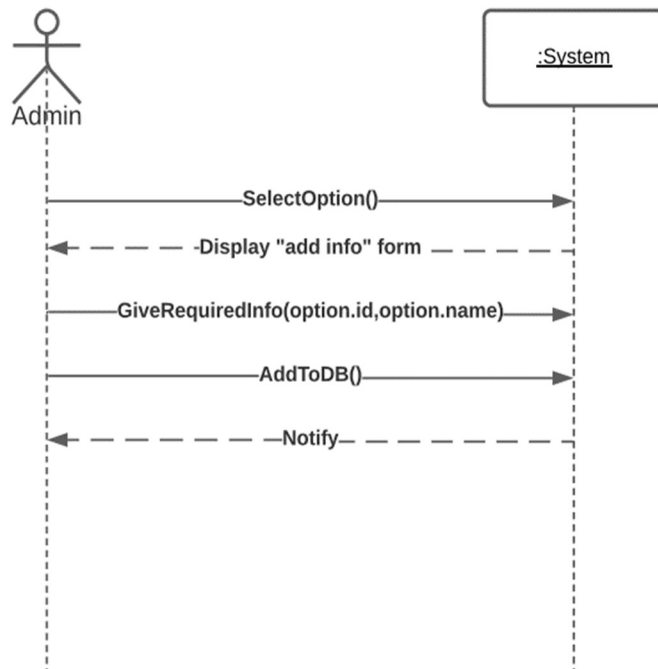 :System
Admin
SelectOption()
Display "add info" form
GiveRequiredInfo(option.id,option.name)
AddToDB()
Notify